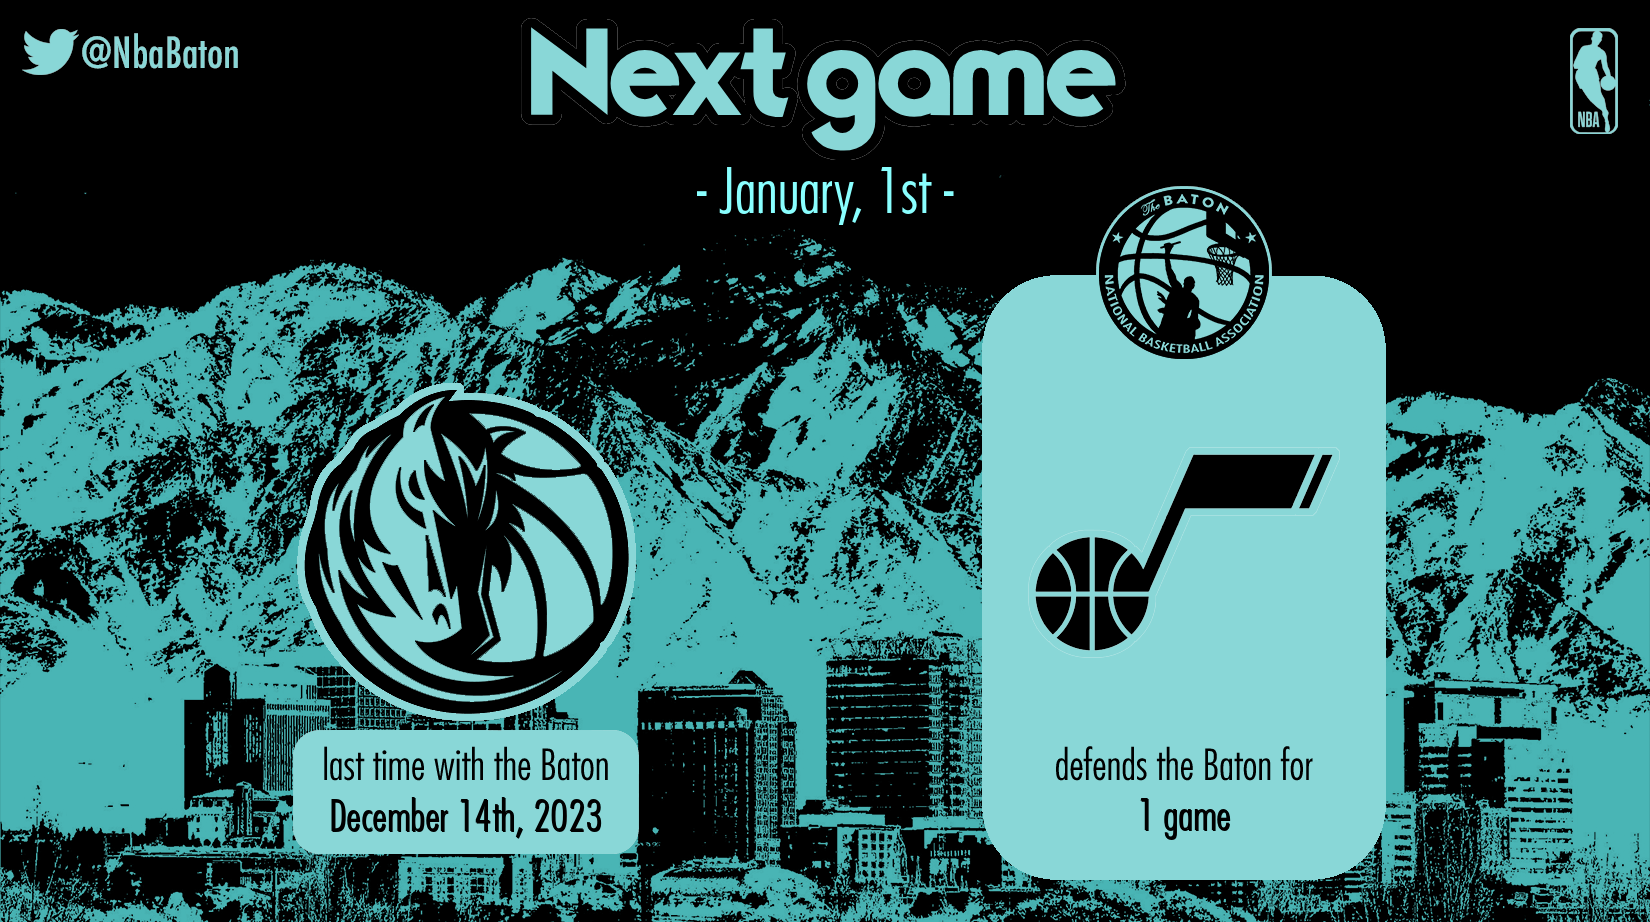 @NbaBaton
Next game
NBA
- January, 1st -
The BATON
NATIONAL BASKETBALL ASSOCIATION
last time with the Baton
December 14th, 2023
defends the Baton for
1 game